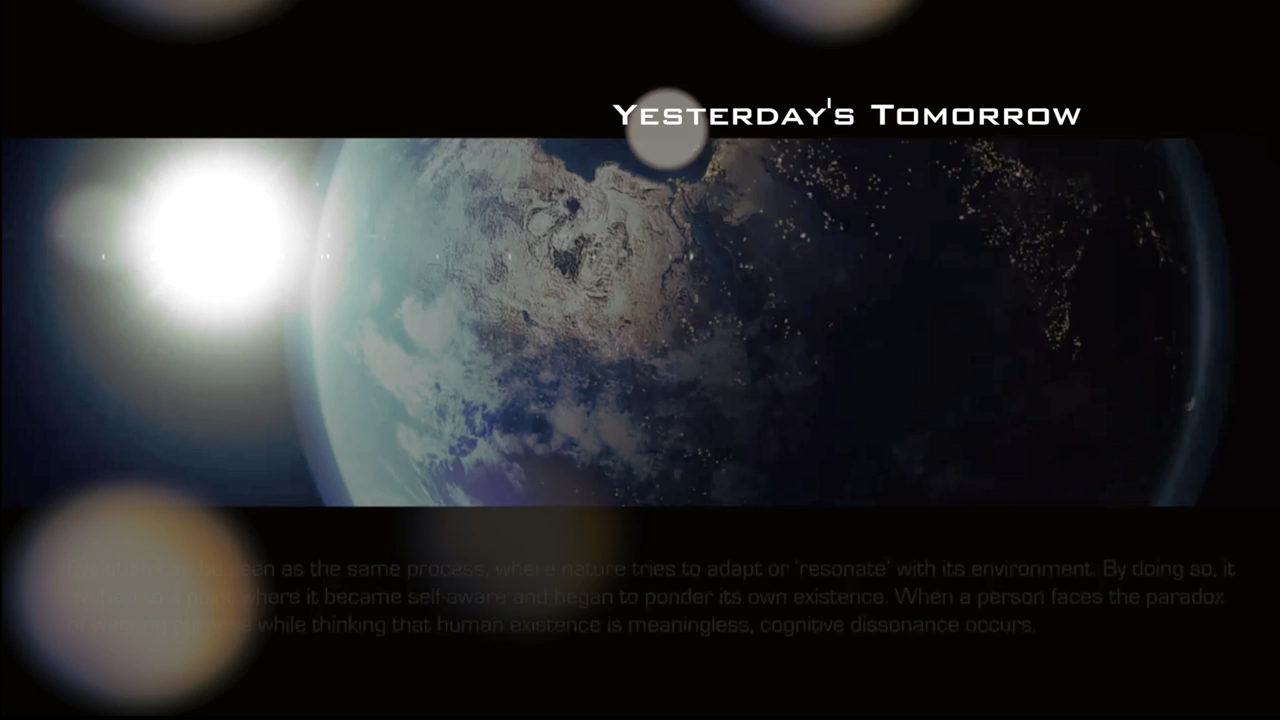 Yesterday's Tomorrow
as the same process, where nature tries to adapt or 'resonate' with its environment. By doing so, it
where it became self-aware and began to ponder its own existence. When a person faces the paradox
while thinking that human existence is meaningless, cognitive dissonance occurs.